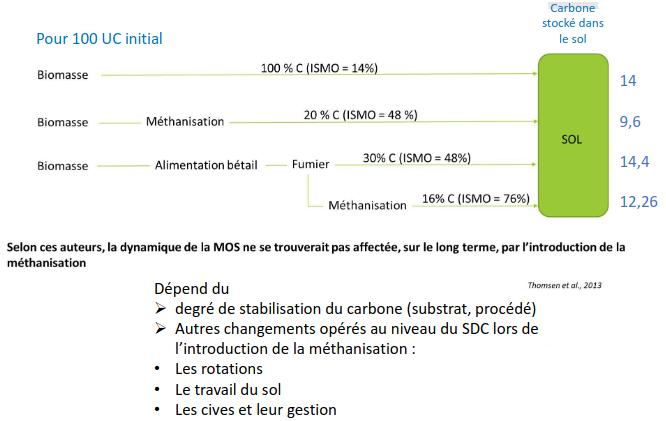 Carbone
stocké dans
le sol
Pour 100 UC initial
Biomasse
100 % C (ISMO = 14%)
14
Biomasse
Méthanisation
20 % C (ISMO = 48 %)
9,6
SOL
Biomasse
Alimentation bétail
Fumier
30% C (ISMO = 48%)
14,4
Méthanisation
16% C (ISMO = 76%)
12,26
Selon ces auteurs, la dynamique de la MOS ne se trouverait pas affectée, sur le long terme, par l'introduction de la
méthanisation
Thomsen et al., 2013
Dépend du
➢ degré de stabilisation du carbone (substrat, procédé)
➢ Autres changements opérés au niveau du SDC lors de
l'introduction de la méthanisation :
• Les rotations
• Le travail du sol
• Les cives et leur gestion